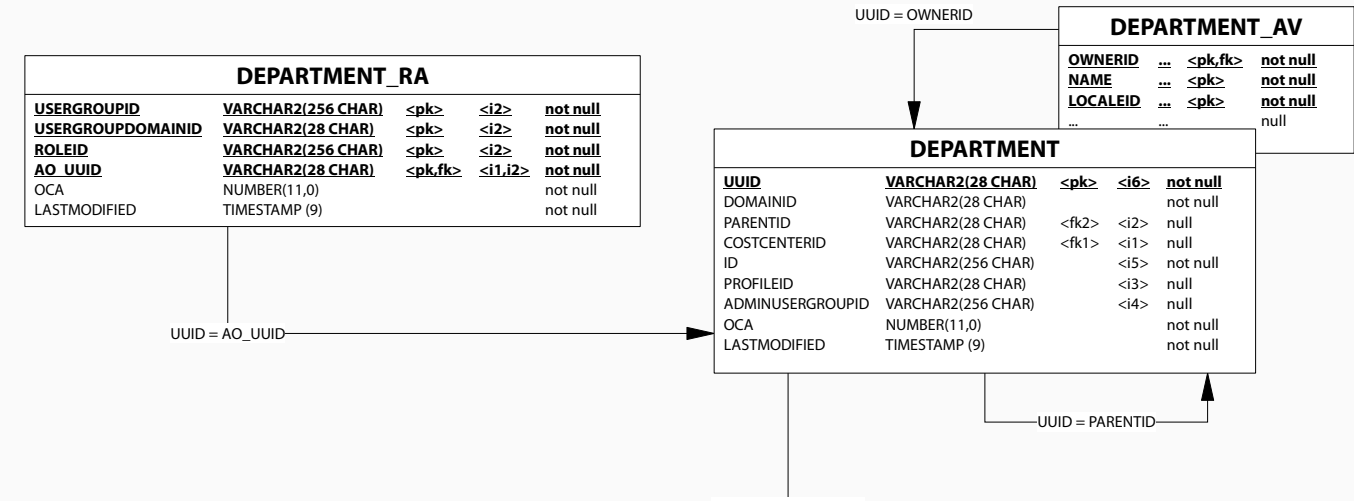 UUID = OWNERID
DEPARTMENT_AV
OWNERID ... <pk,fk> not null
NAME ... <pk> not null
LOCALEID ... <pk> not null
... ... null
DEPARTMENT_RA
USERGROUPID VARCHAR2(256 CHAR) <pk> <i2> not null
USERGROUPDOMAINID VARCHAR2(28 CHAR) <pk> <i2> not null
ROLEID VARCHAR2(256 CHAR) <pk> <i2> not null
AO_UUID VARCHAR2(28 CHAR) <pk,fk> <i1,i2> not null
OCA NUMBER(11,0) not null
LASTMODIFIED TIMESTAMP (9) not null
DEPARTMENT
UUID VARCHAR2(28 CHAR) <pk> <i6> not null
DOMAINID VARCHAR2(28 CHAR) not null
PARENTID VARCHAR2(28 CHAR) <fk2> <i2> null
COSTCENTERID VARCHAR2(28 CHAR) <fk1> <i1> null
ID VARCHAR2(256 CHAR) <i5> not null
PROFILEID VARCHAR2(28 CHAR) <i3> null
ADMINUSERGROUPID VARCHAR2(256 CHAR) <i4> null
OCA NUMBER(11,0) not null
LASTMODIFIED TIMESTAMP (9) not null
UUID = AO_UUID
UUID = PARENTID